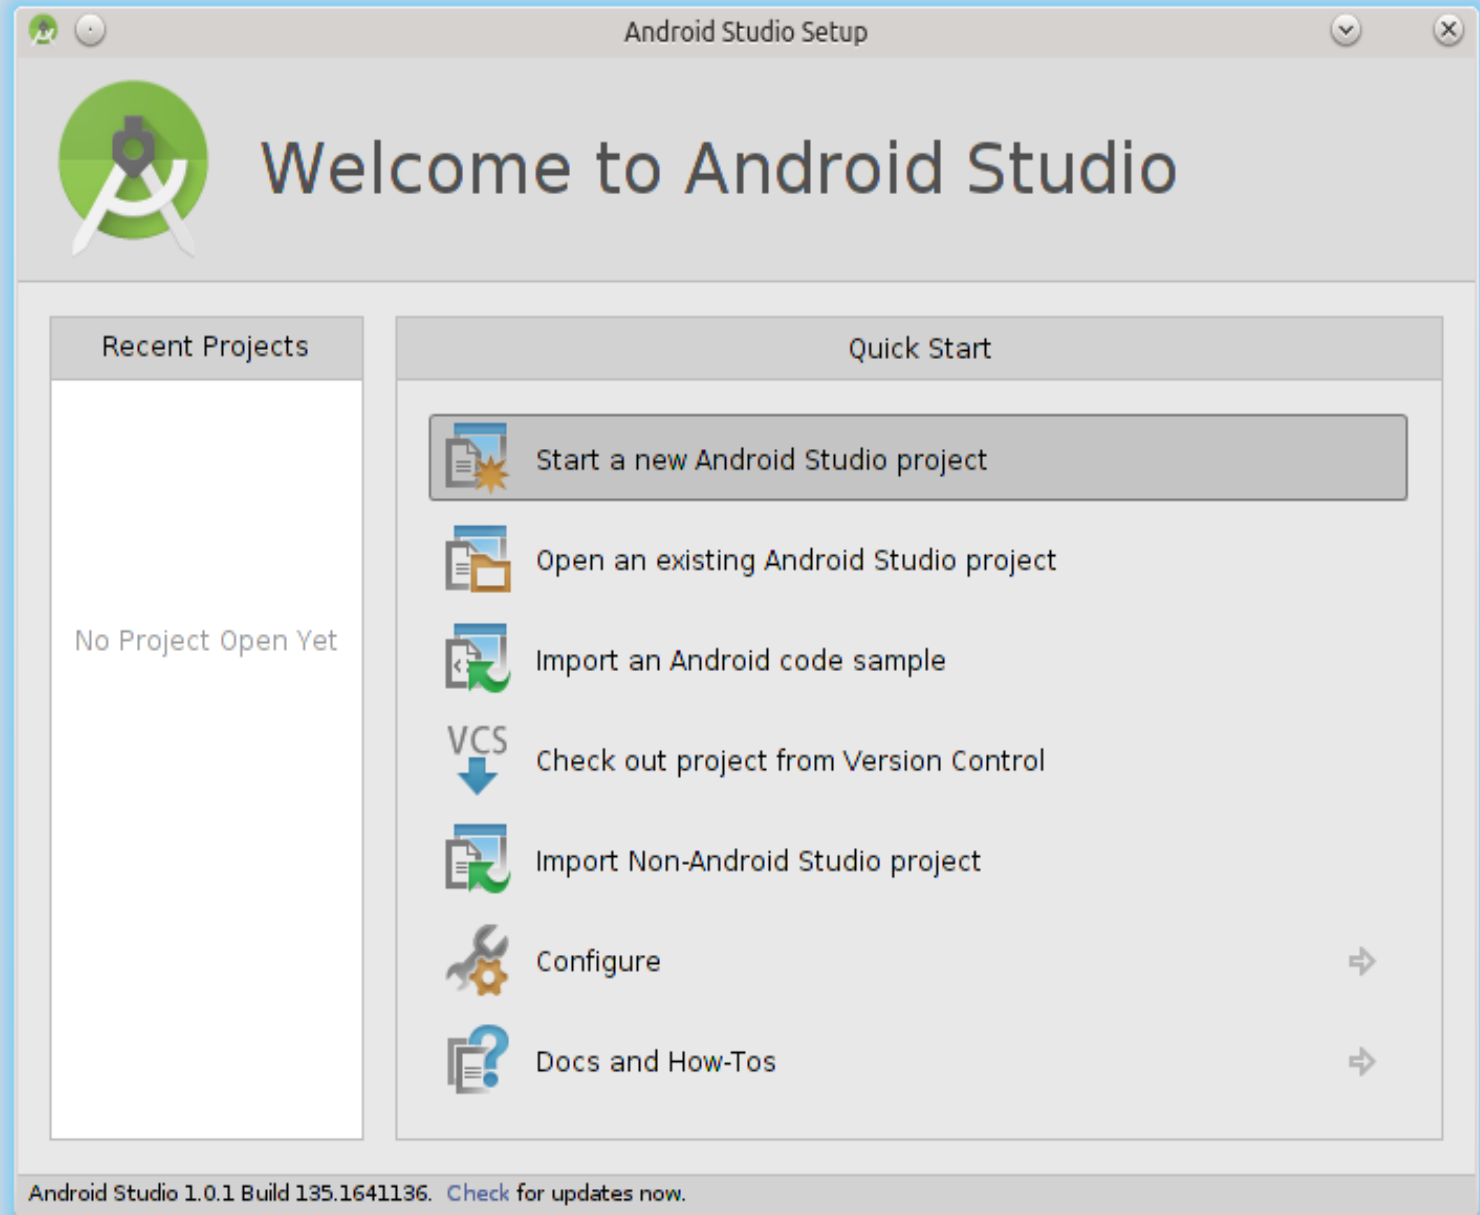 Android Studio Setup
Welcome to Android Studio
Recent Projects
No Project Open Yet
Quick Start
Start a new Android Studio project
Open an existing Android Studio project
Import an Android code sample
VCS
Check out project from Version Control
Import Non-Android Studio project
Configure
Docs and How-Tos
Android Studio 1.0.1 Build 135.1641136. Check for updates now.